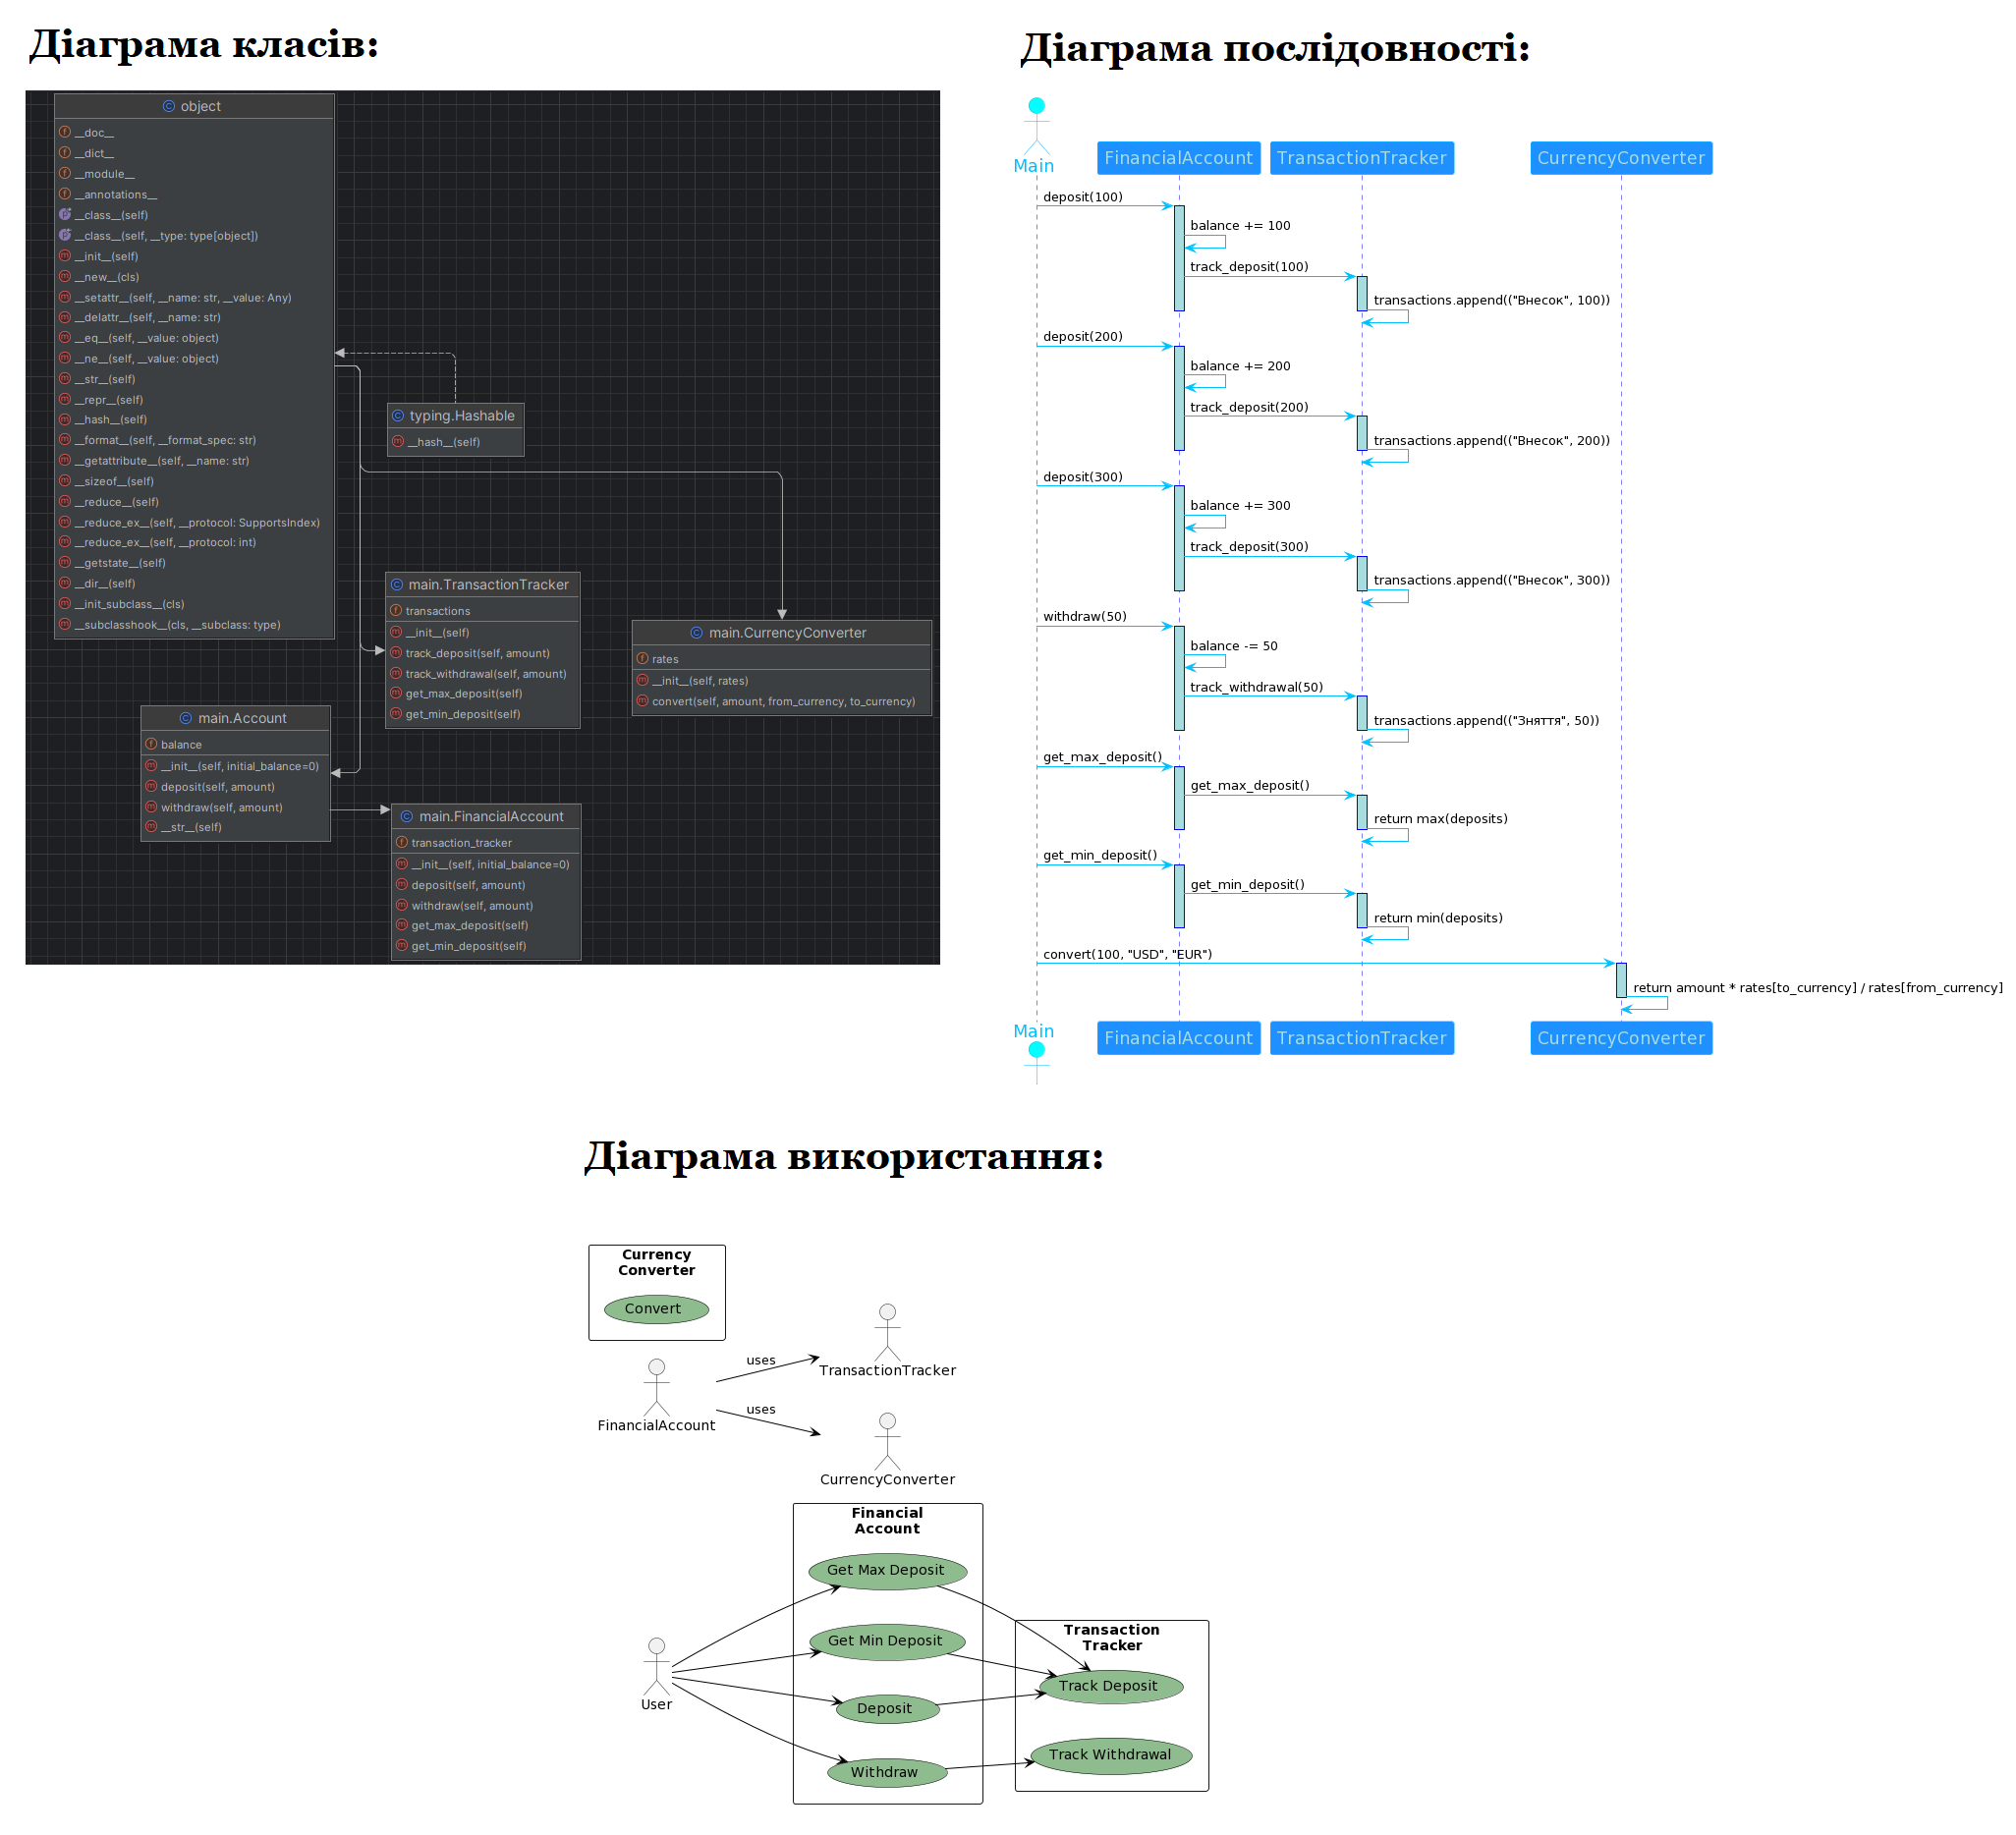 Діаграма класів:
object
__doc__
__dict__
__module__
__annotations__
__class__(self)
__class__(self, __type: type[object])
__init__(self)
__new__(cls)
__setattr__(self, __name: str, __value: Any)
__delattr__(self, __name: str)
__eq__(self, __value: object)
__ne__(self, __value: object)
__str__(self)
__repr__(self)
__hash__(self)
__format__(self, __format_spec: str)
__getattribute__(self, __name: str)
__sizeof__(self)
__reduce__(self)
__reduce_ex__(self, __protocol: SupportsIndex)
__reduce_ex__(self, __protocol: int)
__getstate__(self)
__dir__(self)
__init_subclass__(cls)
__subclasshook__(cls, __subclass: type)
typing.Hashable
__hash__(self)
main.TransactionTracker
transactions
__init__(self)
track_deposit(self, amount)
track_withdrawal(self, amount)
get_max_deposit(self)
get_min_deposit(self)
main.CurrencyConverter
rates
__init__(self, rates)
convert(self, amount, from_currency, to_currency)
main.Account
balance
__init__(self, initial_balance=0)
deposit(self, amount)
withdraw(self, amount)
__str__(self)
main.FinancialAccount
transaction_tracker
__init__(self, initial_balance=0)
deposit(self, amount)
withdraw(self, amount)
get_max_deposit(self)
get_min_deposit(self)
Діаграма послідовності:
Main
FinancialAccount
TransactionTracker
CurrencyConverter
deposit(100)
balance += 100
track_deposit(100)
transactions.append(("Внесок", 100))
deposit(200)
balance += 200
track_deposit(200)
transactions.append(("Внесок", 200))
deposit(300)
balance += 300
track_deposit(300)
transactions.append(("Внесок", 300))
withdraw(50)
balance -= 50
track_withdrawal(50)
transactions.append(("Зняття", 50))
get_max_deposit()
get_max_deposit()
return max(deposits)
get_min_deposit()
get_min_deposit()
return min(deposits)
convert(100, "USD", "EUR")
return amount * rates[to_currency] / rates[from_currency]
Main
FinancialAccount
TransactionTracker
CurrencyConverter
Діаграма використання:
Currency
Converter
Convert
FinancialAccount
uses
uses
TransactionTracker
CurrencyConverter
Financial
Account
Get Max Deposit
Get Min Deposit
Deposit
Withdraw
User
Transaction
Tracker
Track Deposit
Track Withdrawal